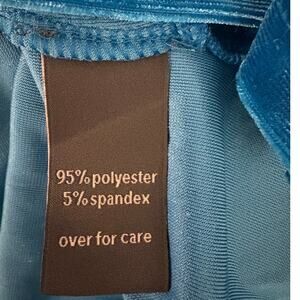 95% polyester
5% spandex
over for care